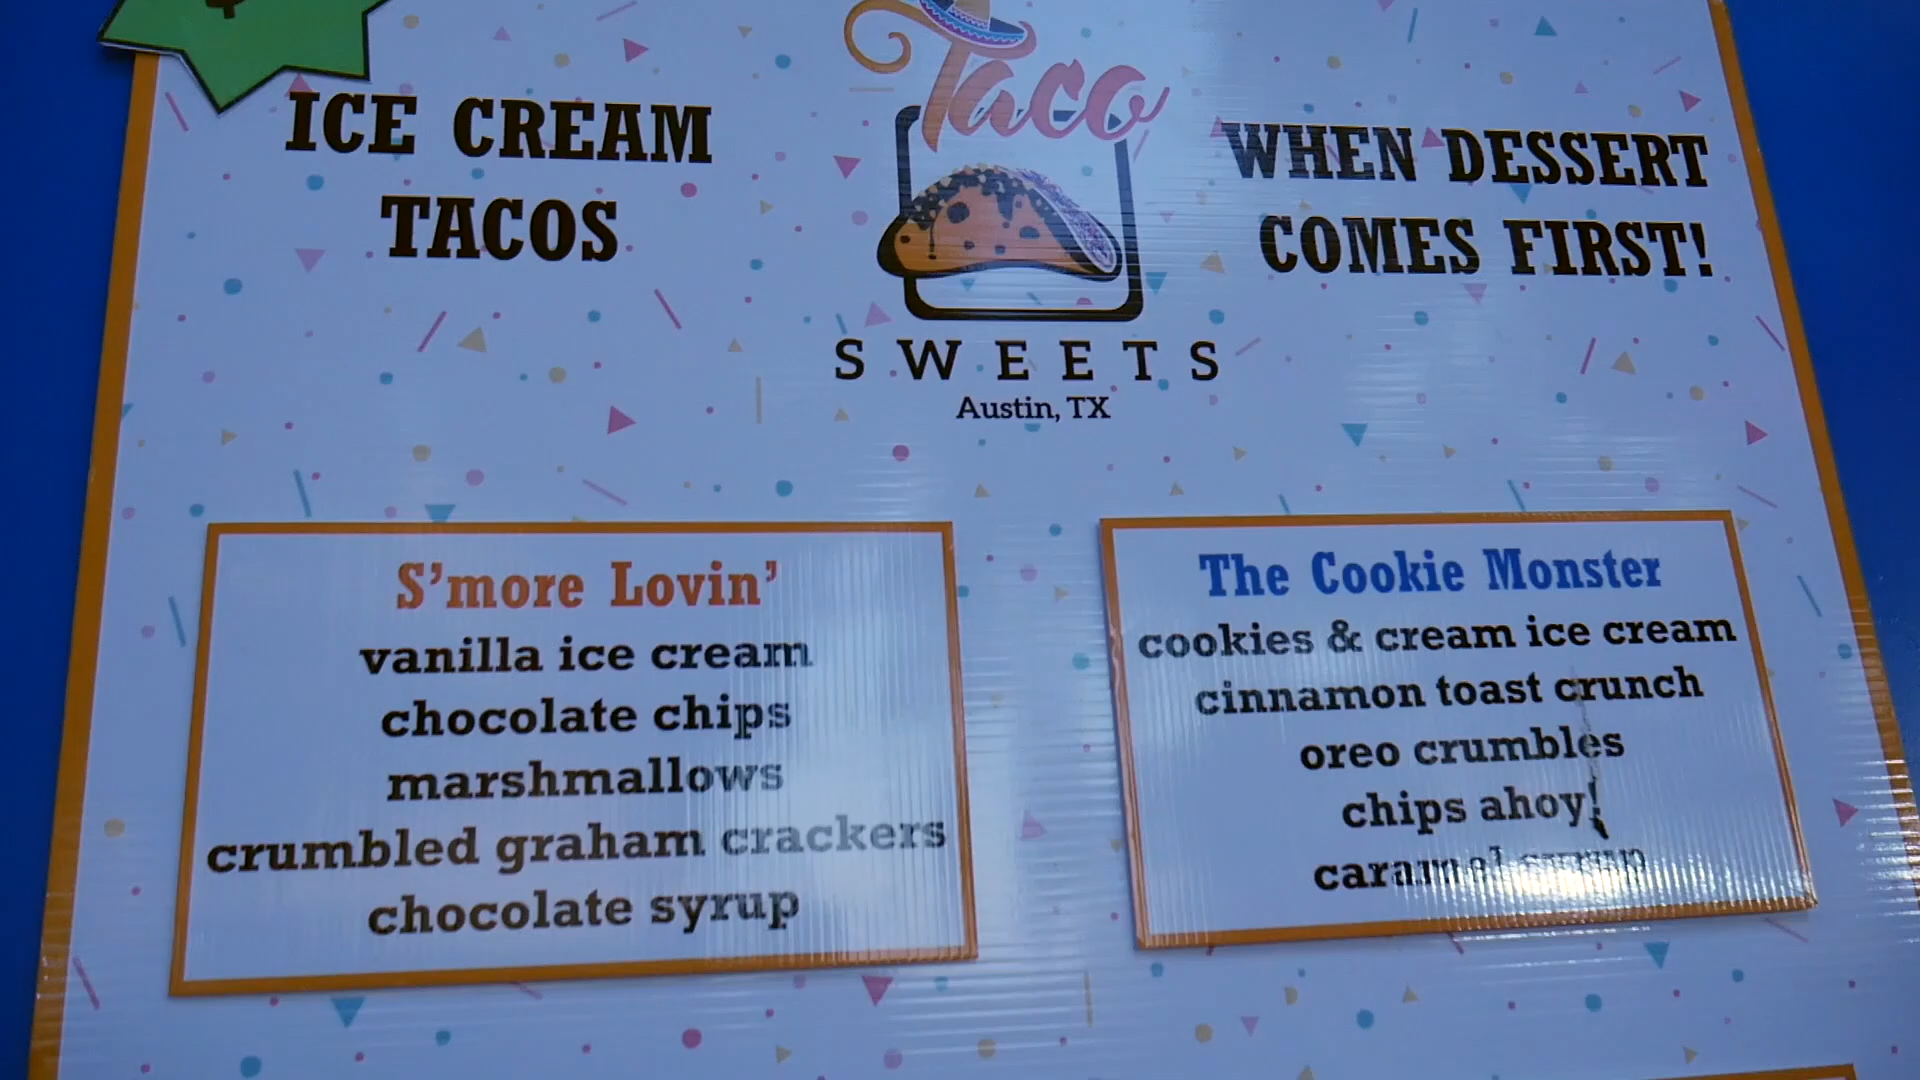 ICE CREAM
TACOS
Taco
SWEETS
Austin, TX
WHEN DESSERT
COMES FIRST!
S'more Lovin'
vanilla ice cream
chocolate chips
marshmallows
crumbled graham crackers
chocolate syrup
The Cookie Monster
cookies & cream ice cream
cinnamon toast crunch
oreo crumbles
chips ahoy!
caramel syrup